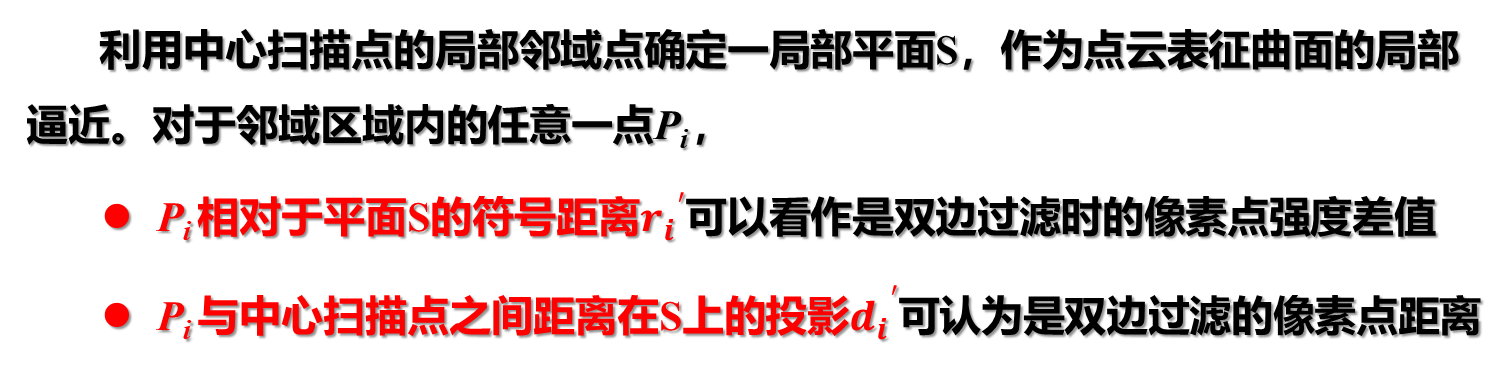 利用中心扫描点的局部邻域点确定一局部平面S，作为点云表征曲面的局部
逼近。对于邻域区域内的任意一点Pᵢ，
● Pᵢ相对于平面S的符号距离rᵢ′可以看作是双边过滤时的像素点强度差值
● Pᵢ与中心扫描点之间距离在S上的投影dᵢ′可认为是双边过滤的像素点距离